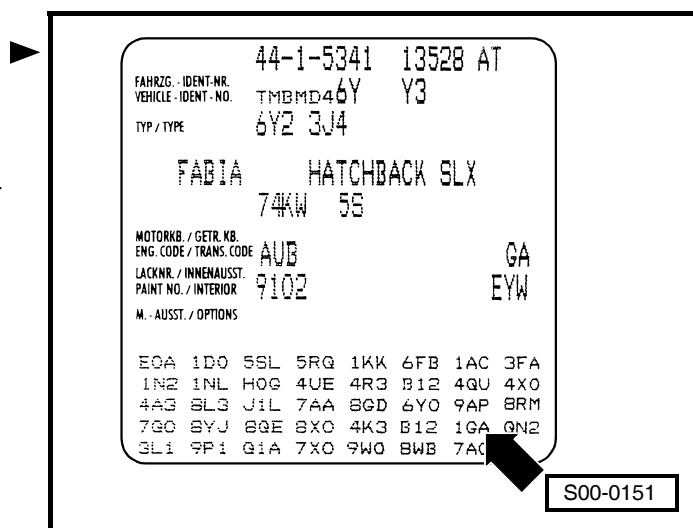 44-1-5341 13528 AT
FAHRZG. - IDENT-NR.
VEHICLE - IDENT - NO. TMBMD46Y Y3
TYP / TYPE 6Y2 3J4
FABIA HATCHBACK SLX
74KW 5S
MOTORKB. / GETR. KB.
ENG. CODE / TRANS. CODE AUB GA
LACKNR. / INNENAUSST.
PAINT NO. / INTERIOR 9102 EYW
M. - AUSST. / OPTIONS
E0A 1D0 5SL 5RQ 1KK 6FB 1AC 3FA
1N2 1NL H0G 4UE 4R3 B12 4QU 4X0
4A3 8L3 J1L 7AA 8GD 6Y0 9AP 8RM
7G0 8YJ 8QE 8X0 4K3 B12 1GA QN2
3L1 9P1 Q1A 7X0 9W0 8WB
S00-0151